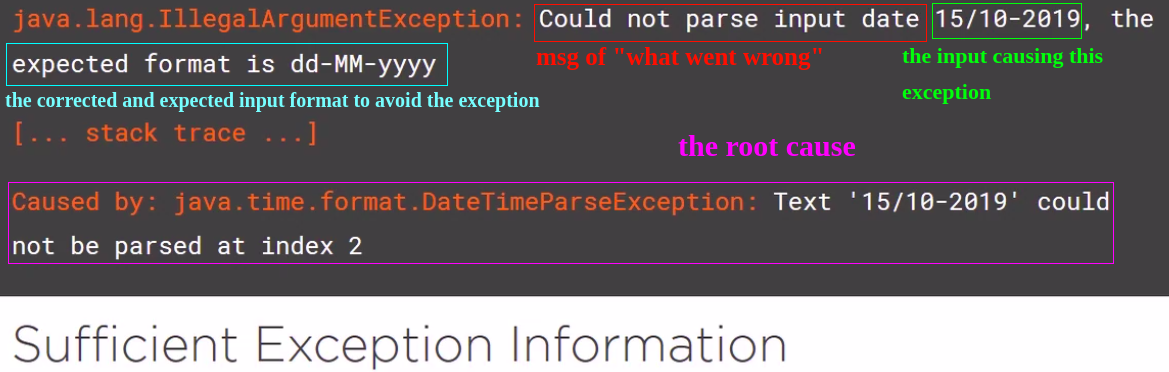 java.lang.IllegalArgumentException: Could not parse input date 15/10-2019, the
msg of "what went wrong"
the input causing this
exception
expected format is dd-MM-yyyy
the corrected and expected input format to avoid the exception
[... stack trace ...]
the root cause
Caused by: java.time.format.DateTimeParseException: Text '15/10-2019' could
not be parsed at index 2
Sufficient Exception Information